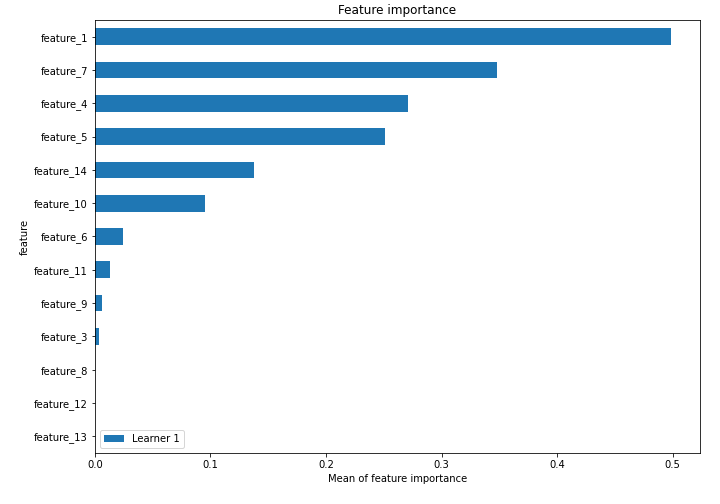 Feature importance
feature_1
feature_7
feature_4
feature_5
feature_14
feature_10
feature_6
feature_11
feature_9
feature_3
feature_8
feature_12
feature_13
feature
Learner 1
0.0 0.1 0.2 0.3 0.4 0.5
Mean of feature importance